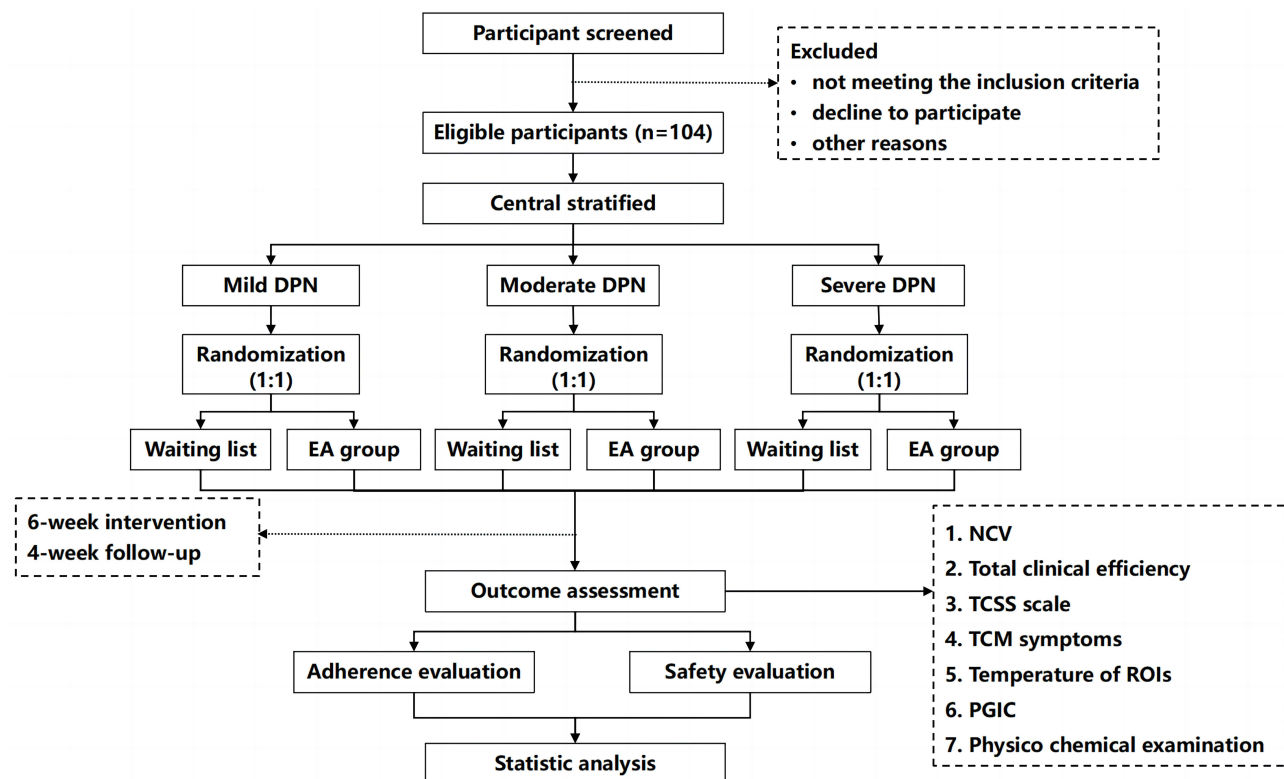 Participant screened
Excluded
• not meeting the inclusion criteria
• decline to participate
• other reasons
Eligible participants (n=104)
Central stratified
Mild DPN
Moderate DPN
Severe DPN
Randomization
(1:1)
Randomization
(1:1)
Randomization
(1:1)
Waiting list
EA group
Waiting list
EA group
Waiting list
EA group
6-week intervention
4-week follow-up
1. NCV
2. Total clinical efficiency
3. TCSS scale
4. TCM symptoms
5. Temperature of ROIs
6. PGIC
7. Physico chemical examination
Outcome assessment
Adherence evaluation
Safety evaluation
Statistic analysis